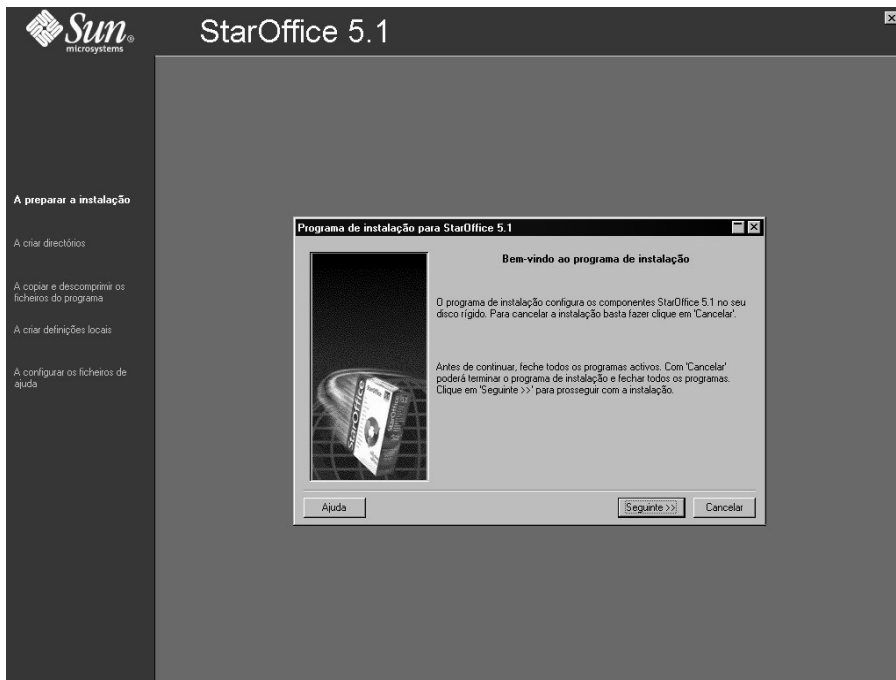 Sun®
microsystems
StarOffice 5.1
A preparar a instalação
A criar directórios
A copiar e descomprimir os
ficheiros do programa
A criar definições locais
A configurar os ficheiros de
ajuda
Programa de instalação para StarOffice 5.1
Bem-vindo ao programa de instalação
O programa de instalação configura os componentes StarOffice 5.1 no seu
disco rígido. Para cancelar a instalação basta fazer clique em 'Cancelar'.
Antes de continuar, feche todos os programas activos. Com 'Cancelar'
poderá terminar o programa de instalação e fechar todos os programas.
Clique em 'Seguinte >>' para prosseguir com a instalação.
StarOffice
Ajuda
Seguinte >>
Cancelar